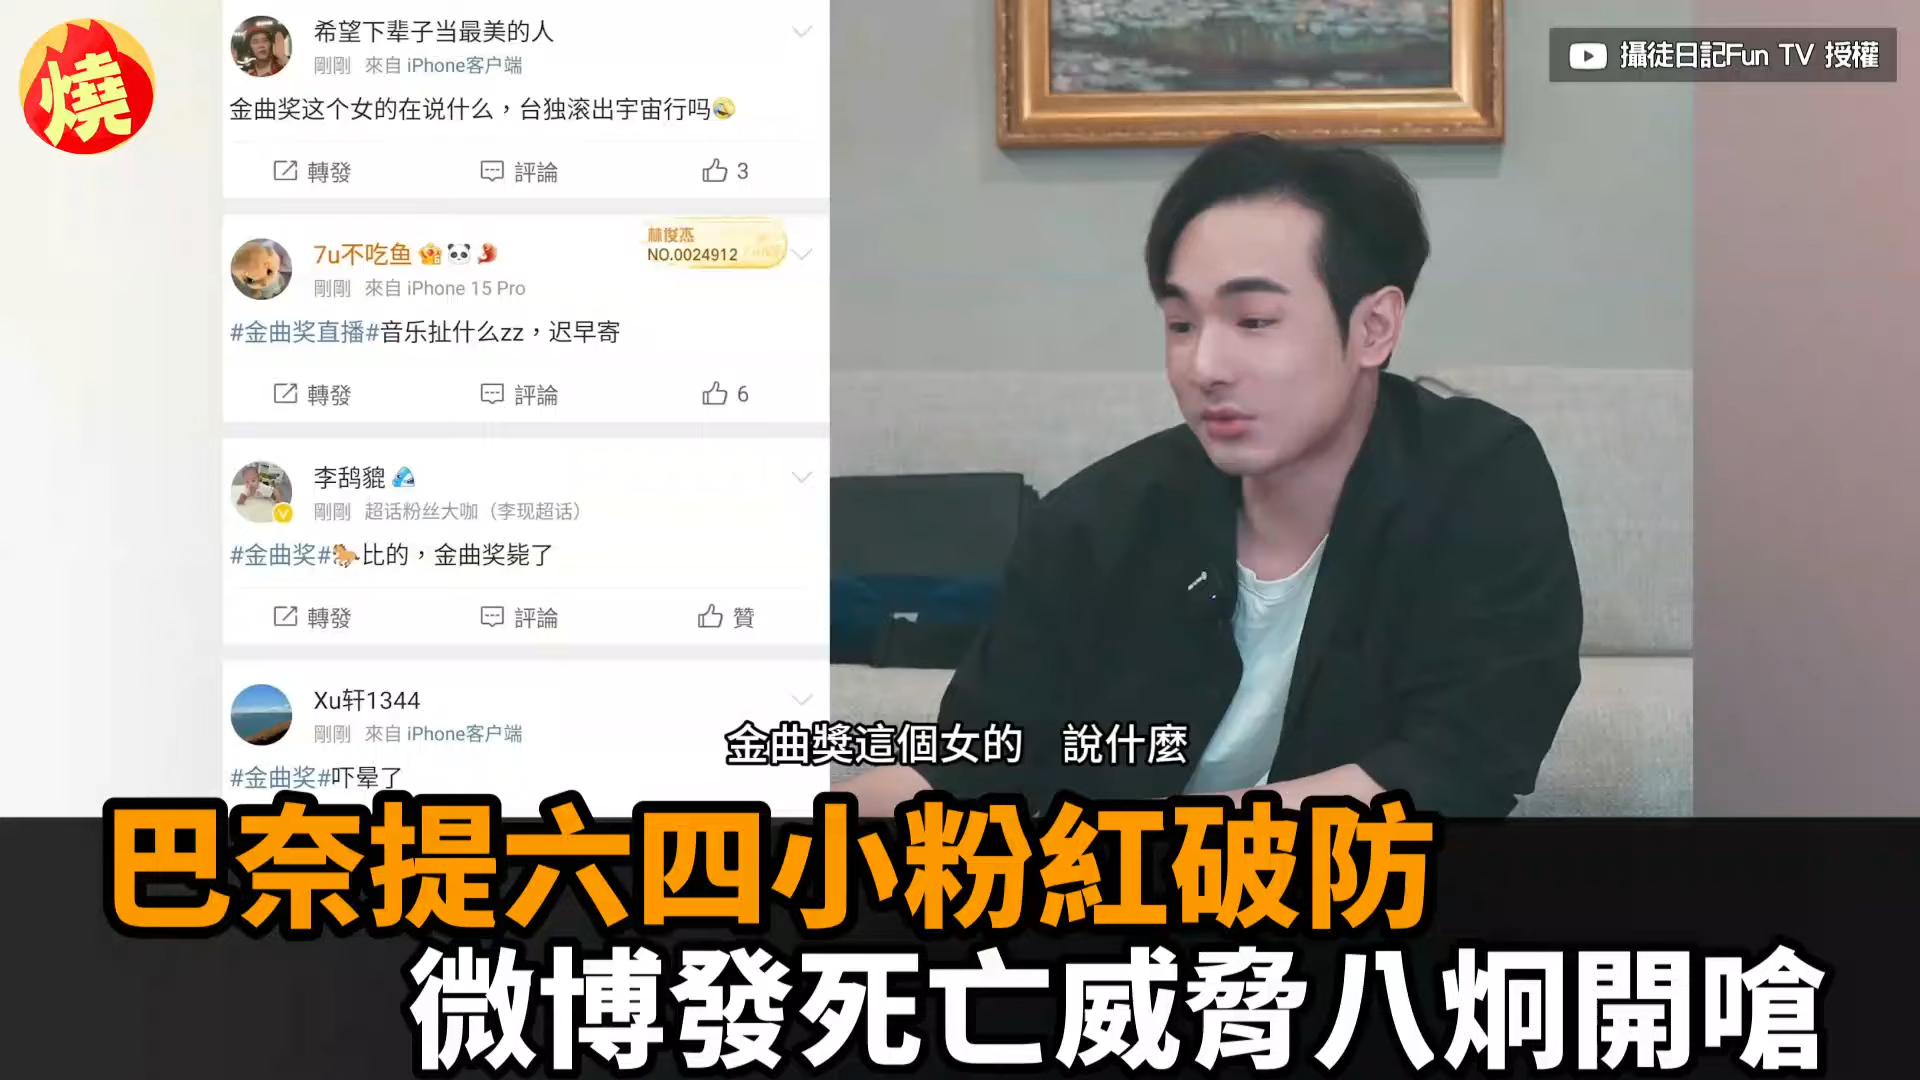 燒
攝徒日記Fun TV 授權
希望下辈子当最美的人
剛剛 來自 iPhone客户端
金曲奖这个女的在说什么，台独滚出宇宙行吗
轉發 評論 3
7u不吃鱼
林俊杰
NO.0024912
剛剛 來自 iPhone 15 Pro
#金曲奖直播#音乐扯什么zz，迟早寄
轉發 評論 6
李鸹貔
剛剛 超话粉丝大咖（李现超话）
#金曲奖#🐎比的，金曲奖毙了
轉發 評論 贊
Xu轩1344
剛剛 來自 iPhone客户端
#金曲奖#吓晕了
金曲獎這個女的 說什麼
巴奈提六四小粉紅破防
微博發死亡威脅八炯開嗆